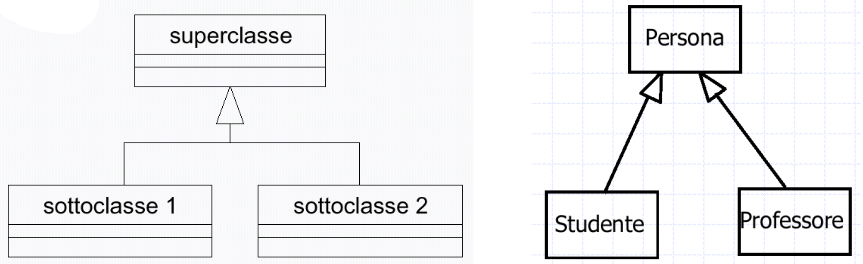 superclasse
sottoclasse 1
sottoclasse 2
Persona
Studente
Professore